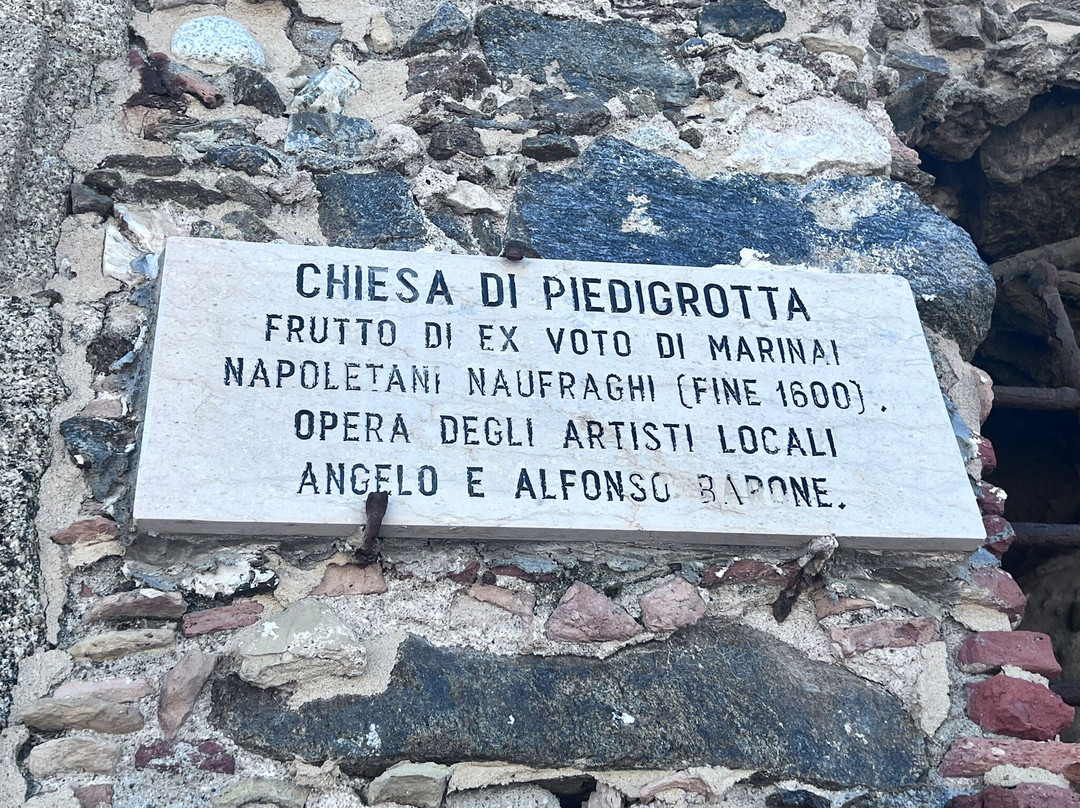 CHIESA DI PIEDIGROTTA
FRUTTO DI EX VOTO DI MARINAI
NAPOLETANI NAUFRAGHI (FINE 1600).
OPERA DEGLI ARTISTI LOCALI
ANGELO E ALFONSO BARONE.